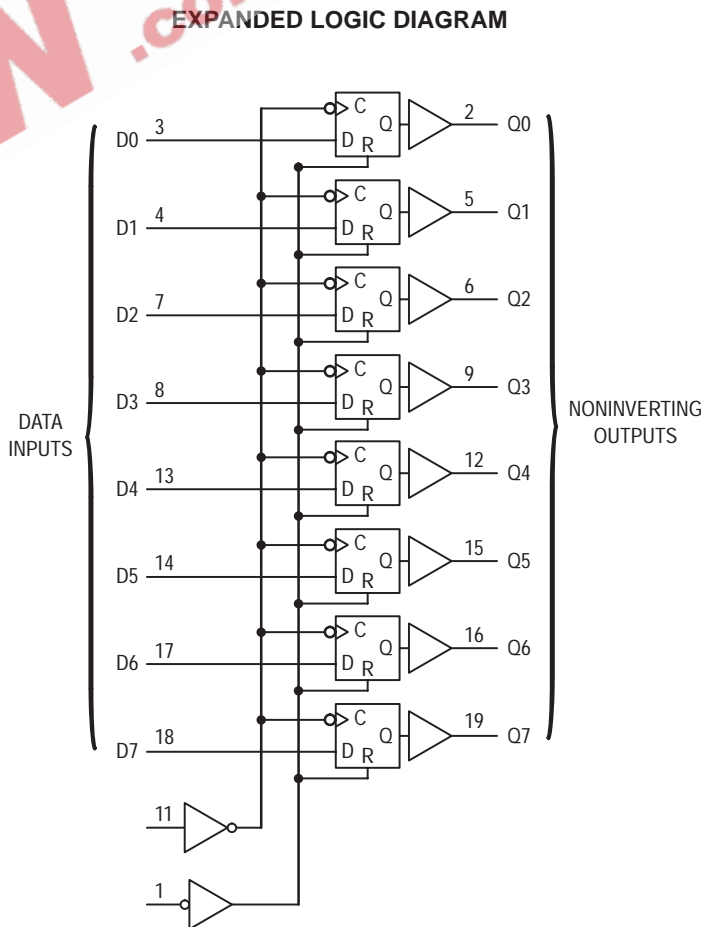 EXPANDED LOGIC DIAGRAM
D0 3 C D Q R 2 Q0
D1 4 C D Q R 5 Q1
D2 7 C D Q R 6 Q2
D3 8 C D Q R 9 Q3
DATA
INPUTS
NONINVERTING
OUTPUTS
D4 13 C D Q R 12 Q4
D5 14 C D Q R 15 Q5
D6 17 C D Q R 16 Q6
D7 18 C D Q R 19 Q7
11
1